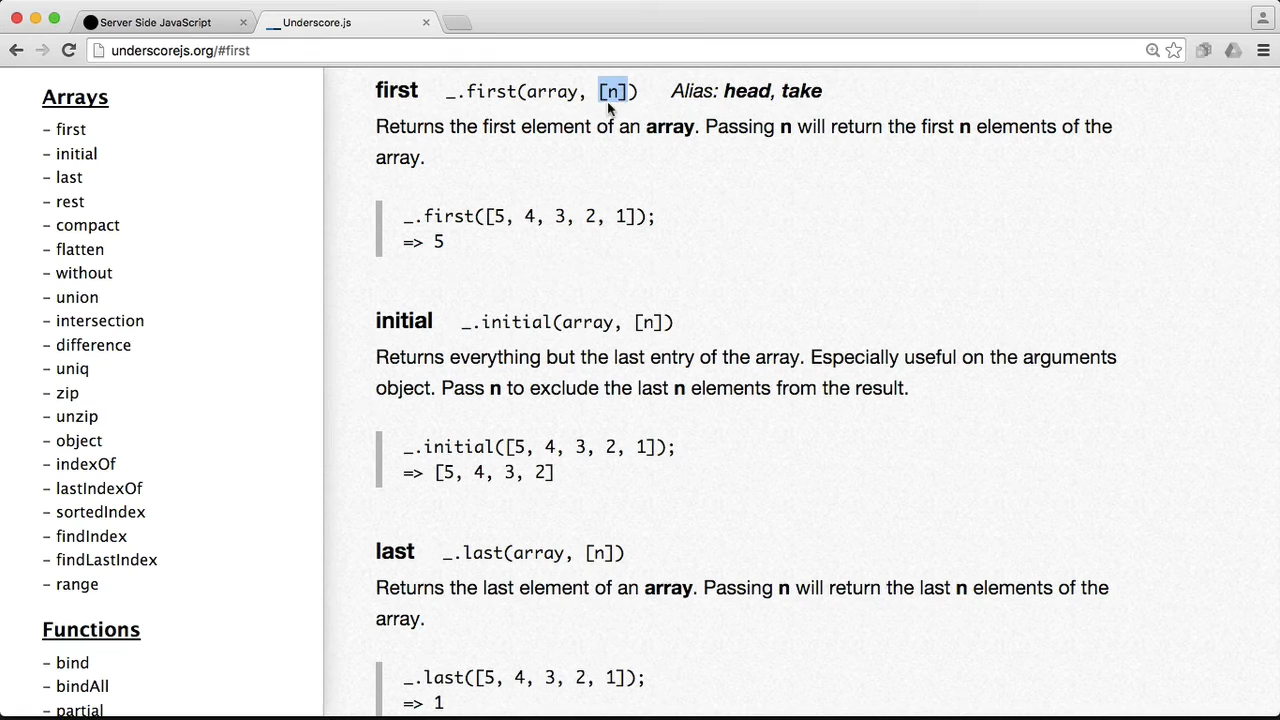 Server Side JavaScript
Underscore.js
underscorejs.org/#first
Arrays
- first
- initial
- last
- rest
- compact
- flatten
- without
- union
- intersection
- difference
- uniq
- zip
- unzip
- object
- indexOf
- lastIndexOf
- sortedIndex
- findIndex
- findLastIndex
- range
Functions
- bind
- bindAll
- partial
first _.first(array, [n]) Alias: head, take
Returns the first element of an array. Passing n will return the first n elements of the
array.
_.first([5, 4, 3, 2, 1]);
=> 5
initial _.initial(array, [n])
Returns everything but the last entry of the array. Especially useful on the arguments
object. Pass n to exclude the last n elements from the result.
_.initial([5, 4, 3, 2, 1]);
=> [5, 4, 3, 2]
last _.last(array, [n])
Returns the last element of an array. Passing n will return the last n elements of the
array.
_.last([5, 4, 3, 2, 1]);
=> 1